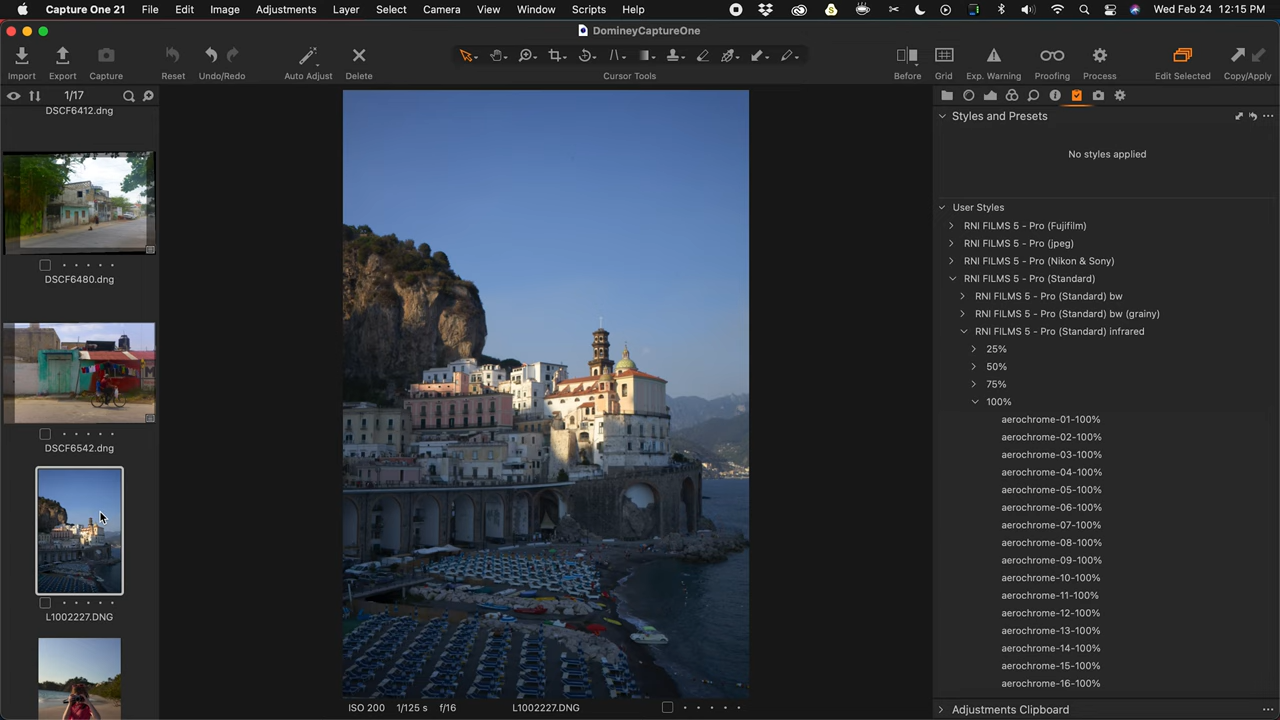 Capture One 21 File Edit Image Adjustments Layer Select Camera View Window Scripts Help Wed Feb 24 12:15 PM
DomineyCaptureOne
Import Export Capture Reset Undo/Redo Auto Adjust Delete Cursor Tools Before Grid Exp. Warning Proofing Process Edit Selected Copy/Apply
1/17
DSCF6412.dng
DSCF6480.dng
DSCF6542.dng
L1002227.DNG
ISO 200 1/125 s f/16 L1002227.DNG
Styles and Presets
No styles applied
User Styles
RNI FILMS 5 - Pro (Fujifilm)
RNI FILMS 5 - Pro (jpeg)
RNI FILMS 5 - Pro (Nikon & Sony)
RNI FILMS 5 - Pro (Standard)
RNI FILMS 5 - Pro (Standard) bw
RNI FILMS 5 - Pro (Standard) bw (grainy)
RNI FILMS 5 - Pro (Standard) infrared
25%
50%
75%
100%
aerochrome-01-100%
aerochrome-02-100%
aerochrome-03-100%
aerochrome-04-100%
aerochrome-05-100%
aerochrome-06-100%
aerochrome-07-100%
aerochrome-08-100%
aerochrome-09-100%
aerochrome-10-100%
aerochrome-11-100%
aerochrome-12-100%
aerochrome-13-100%
aerochrome-14-100%
aerochrome-15-100%
aerochrome-16-100%
Adjustments Clipboard